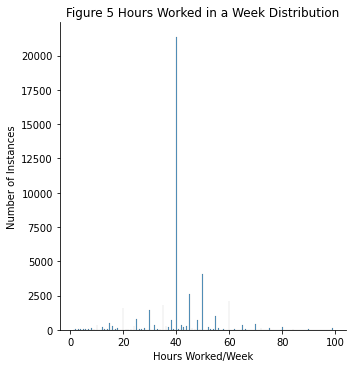 Figure 5 Hours Worked in a Week Distribution
Number of Instances
20000
17500
15000
12500
10000
7500
5000
2500
0
0 20 40 60 80 100
Hours Worked/Week